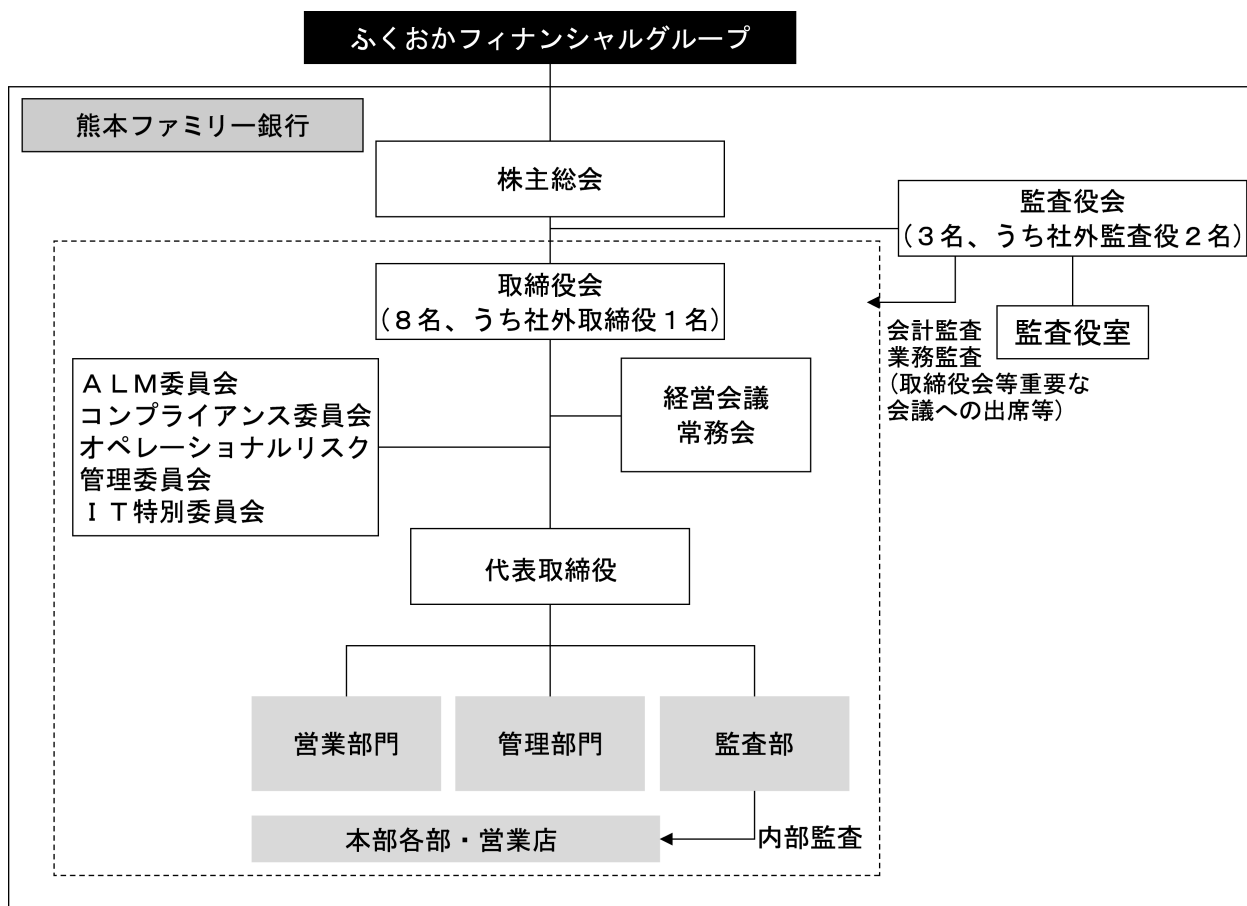 ふくおかフィナンシャルグループ
熊本ファミリー銀行
株主総会
監査役会
（３名、うち社外監査役２名）
取締役会
（８名、うち社外取締役１名）
監査役室
会計監査
業務監査
（取締役会等重要な
会議への出席等）
ＡＬＭ委員会
コンプライアンス委員会
オペレーショナルリスク
管理委員会
ＩＴ特別委員会
経営会議
常務会
代表取締役
営業部門
管理部門
監査部
本部各部・営業店
内部監査